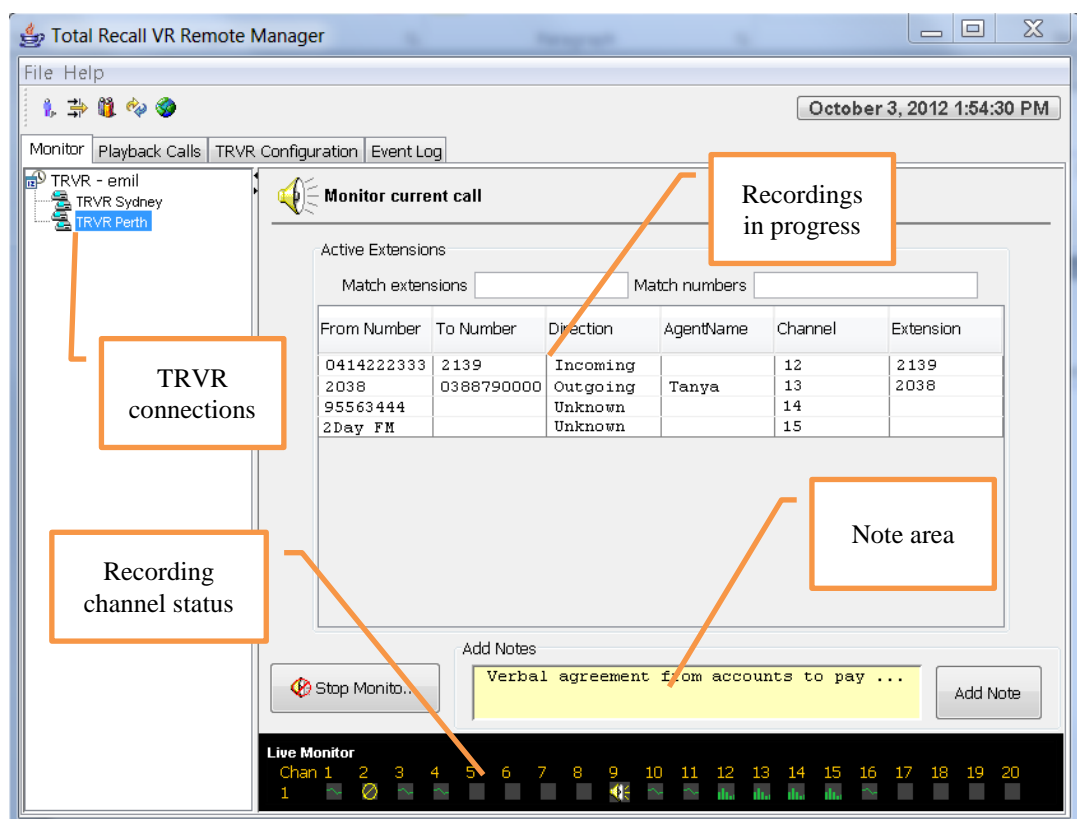 Total Recall VR Remote Manager
File Help
October 3, 2012 1:54:30 PM
Monitor Playback Calls TRVR Configuration Event Log
TRVR - emil
TRVR Sydney
TRVR Perth
Monitor current call
Recordings
in progress
Active Extensions
Match extensions Match numbers
From Number To Number Direction AgentName Channel Extension
0414222333 2139 Incoming 12 2139
2038 0388790000 Outgoing Tanya 13 2038
95563444 Unknown 14
2Day FM Unknown 15
TRVR
connections
Note area
Recording
channel status
Add Notes
Stop Monito...
Verbal agreement from accounts to pay ...
Add Note
Live Monitor
Chan 1 2 3 4 5 6 7 8 9 10 11 12 13 14 15 16 17 18 19 20
1